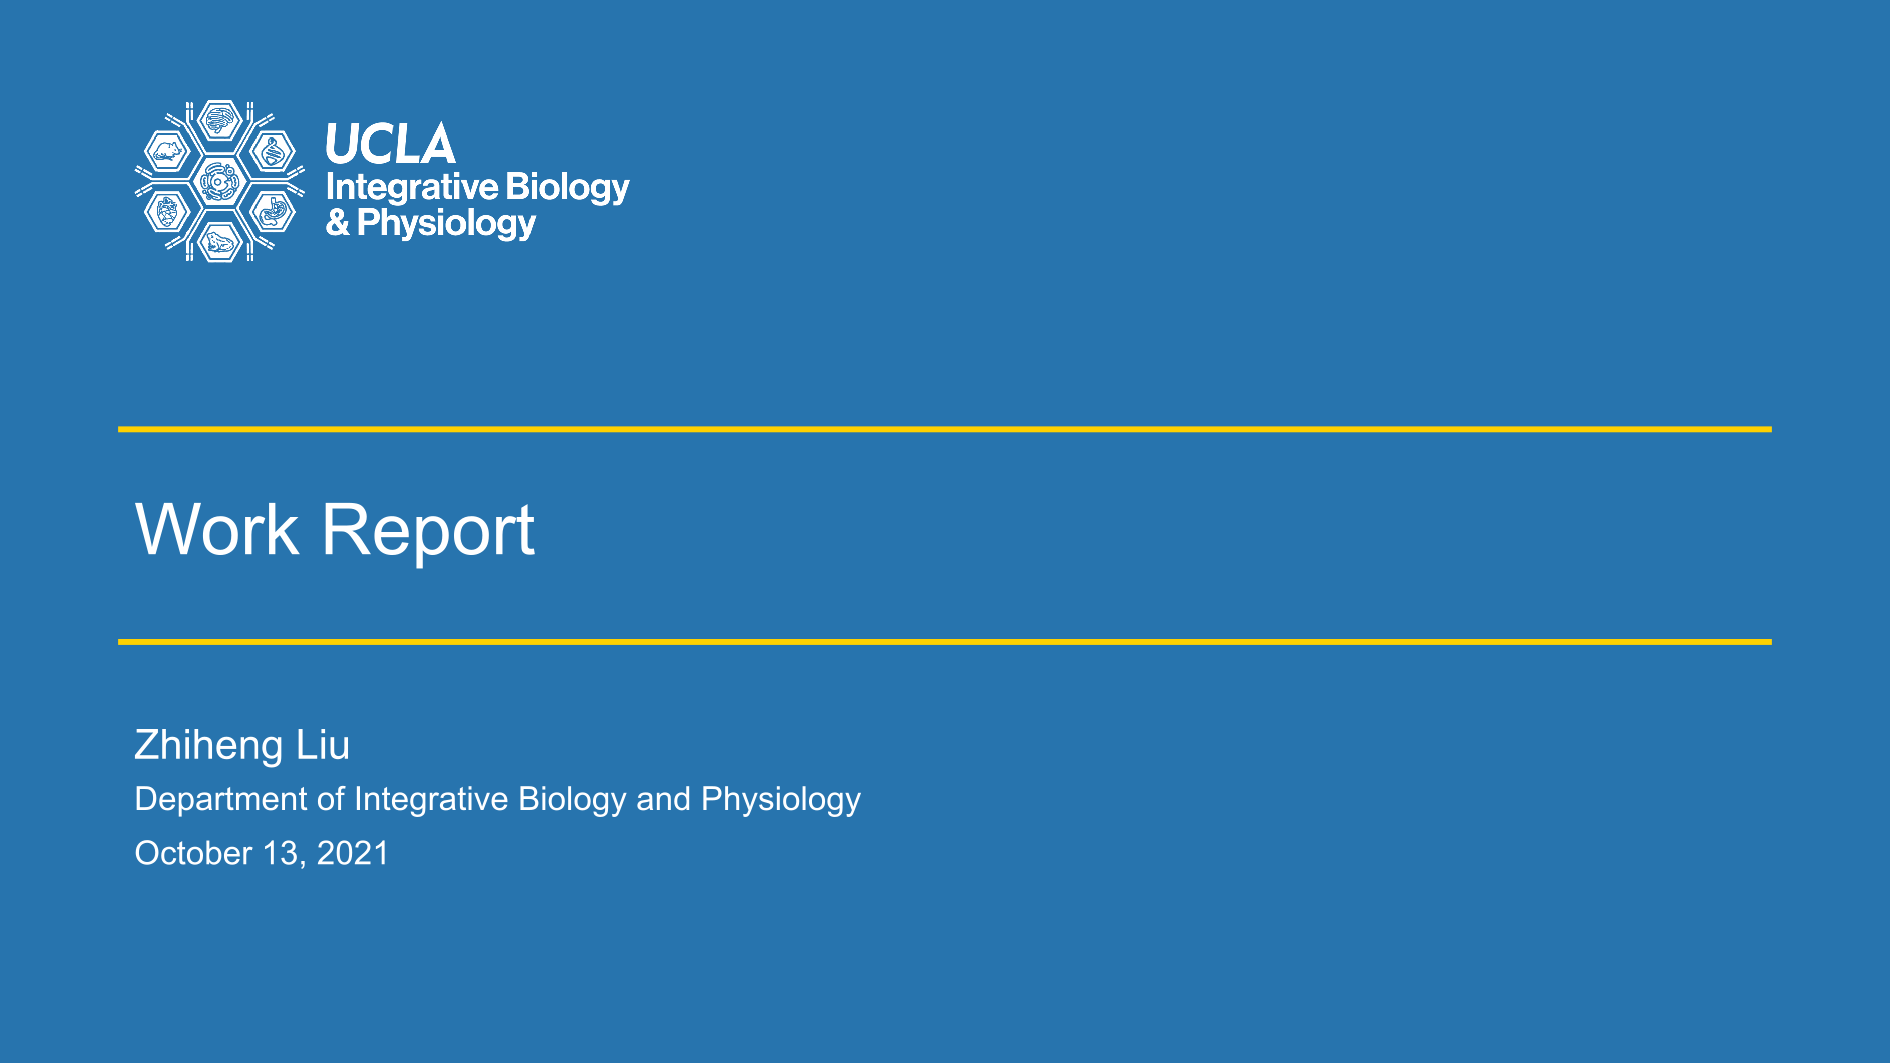 UCLA
Integrative Biology
& Physiology
Work Report
Zhiheng Liu
Department of Integrative Biology and Physiology
October 13, 2021